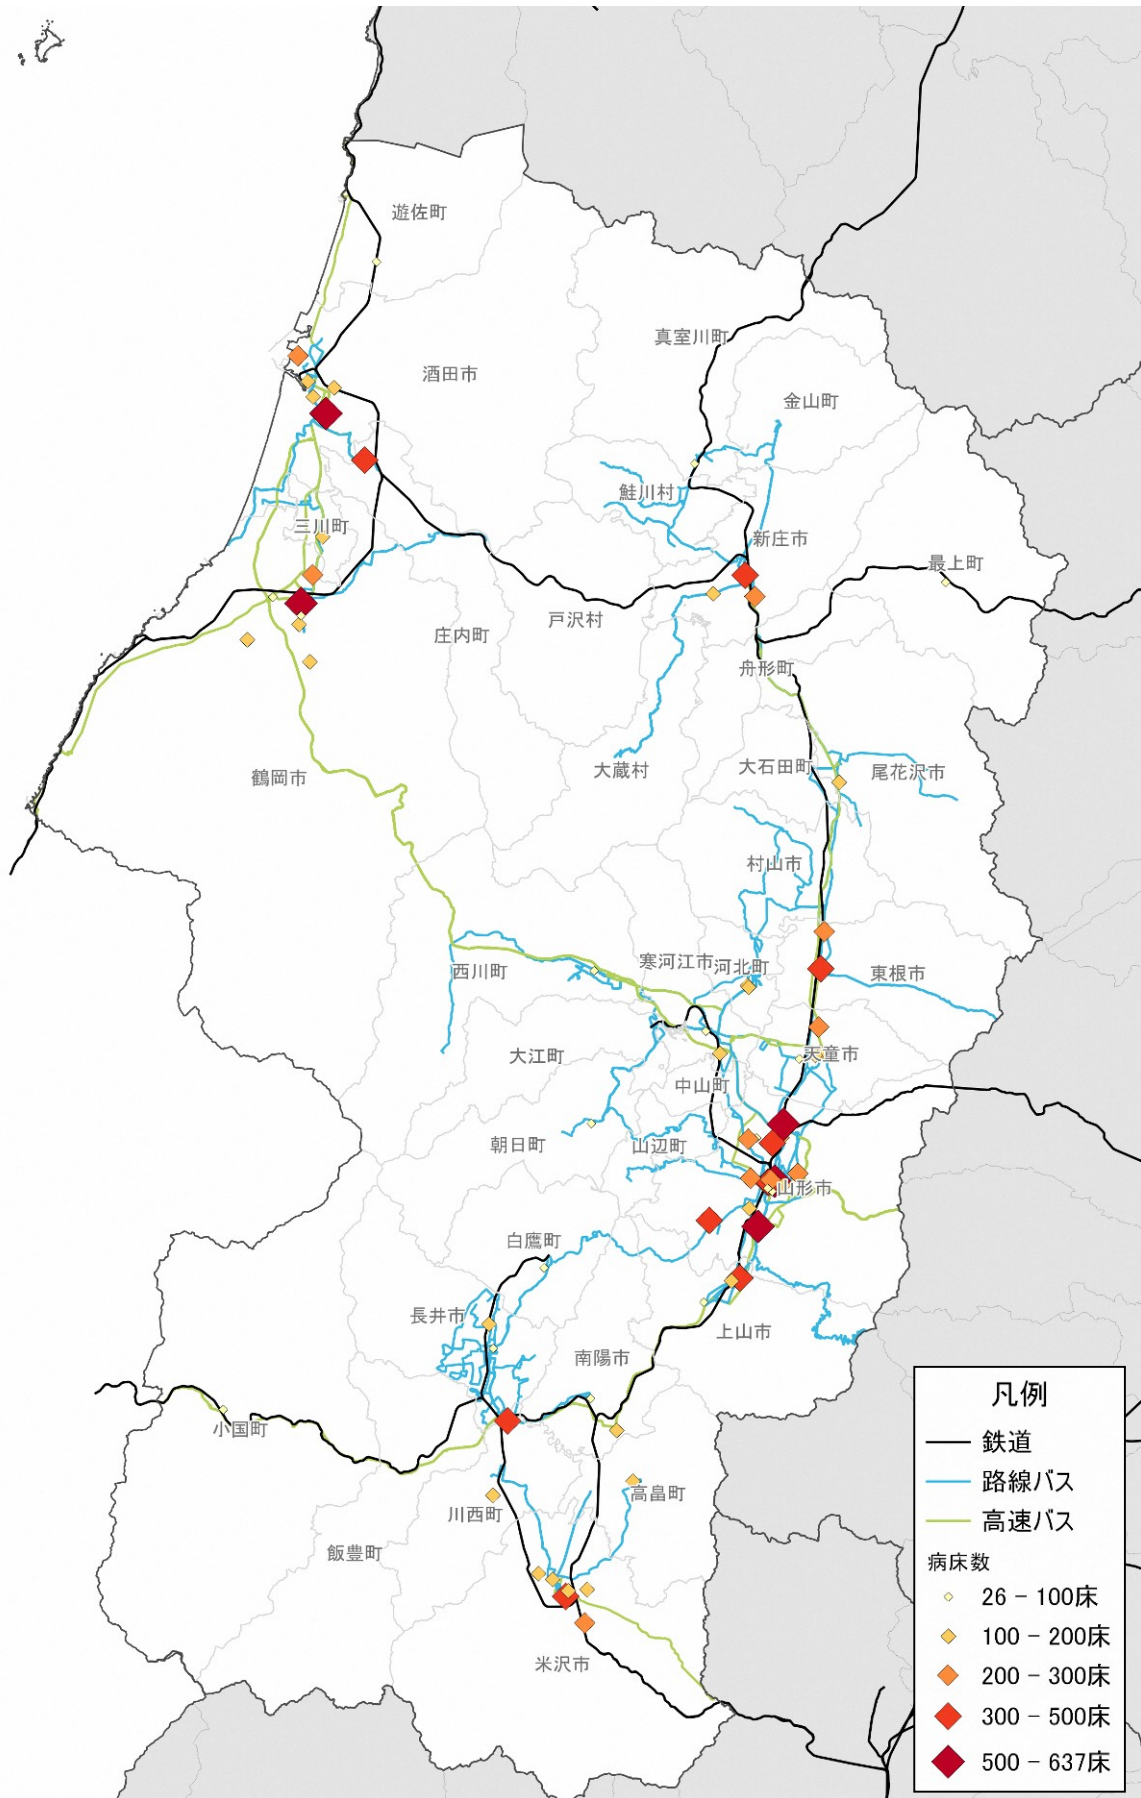 遊佐町
真室川町
酒田市
金山町
鮭川村
三川町
新庄市
最上町
戸沢村
庄内町
舟形町
大蔵村
大石田町
尾花沢市
鶴岡市
村山市
西川町
寒河江市
河北町
東根市
大江町
天童市
中山町
朝日町
山辺町
山形市
白鷹町
長井市
上山市
南陽市
小国町
高畠町
川西町
飯豊町
米沢市
凡例
鉄道
路線バス
高速バス
病床数
26 - 100床
100 - 200床
200 - 300床
300 - 500床
500 - 637床